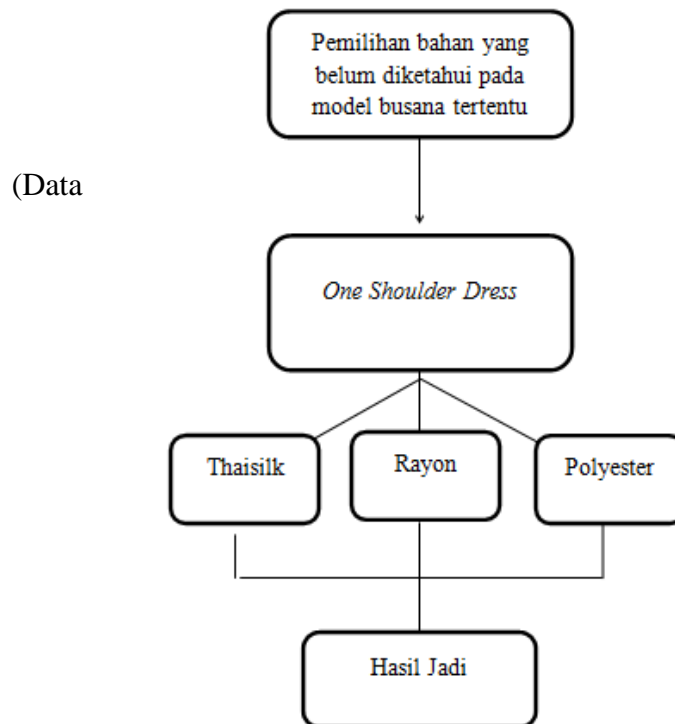 Pemilihan bahan yang
belum diketahui pada
model busana tertentu
(Data
One Shoulder Dress
Thaisilk
Rayon
Polyester
Hasil Jadi